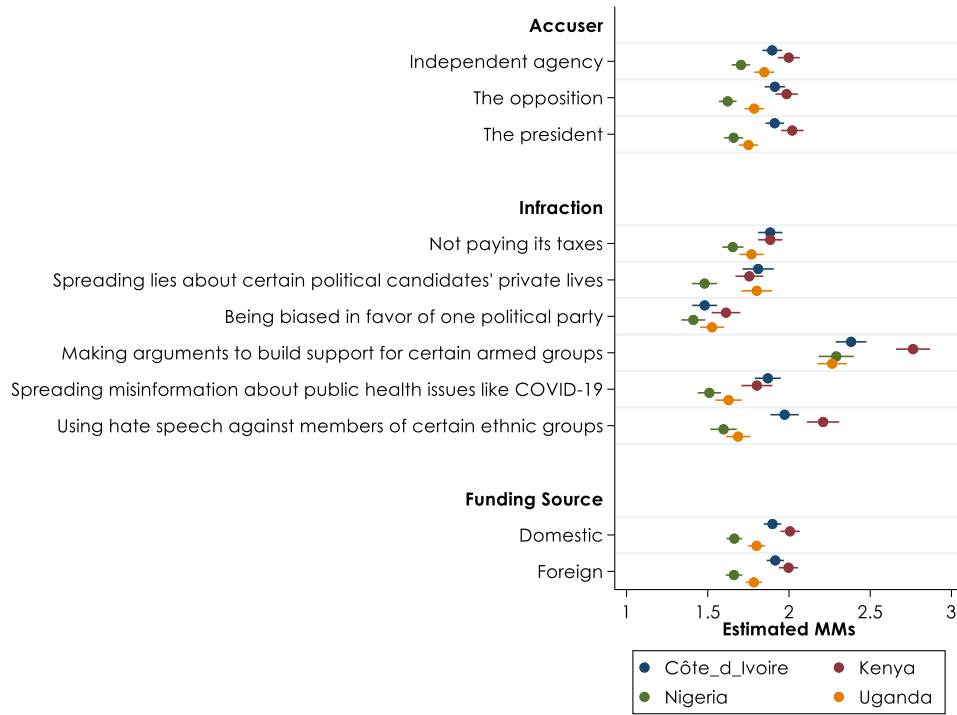 Accuser
Independent agency
The opposition
The president
Infraction
Not paying its taxes
Spreading lies about certain political candidates' private lives
Being biased in favor of one political party
Making arguments to build support for certain armed groups
Spreading misinformation about public health issues like COVID-19
Using hate speech against members of certain ethnic groups
Funding Source
Domestic
Foreign
1 1.5 2 2.5 3
Estimated MMs
Côte_d_Ivoire Kenya
Nigeria Uganda